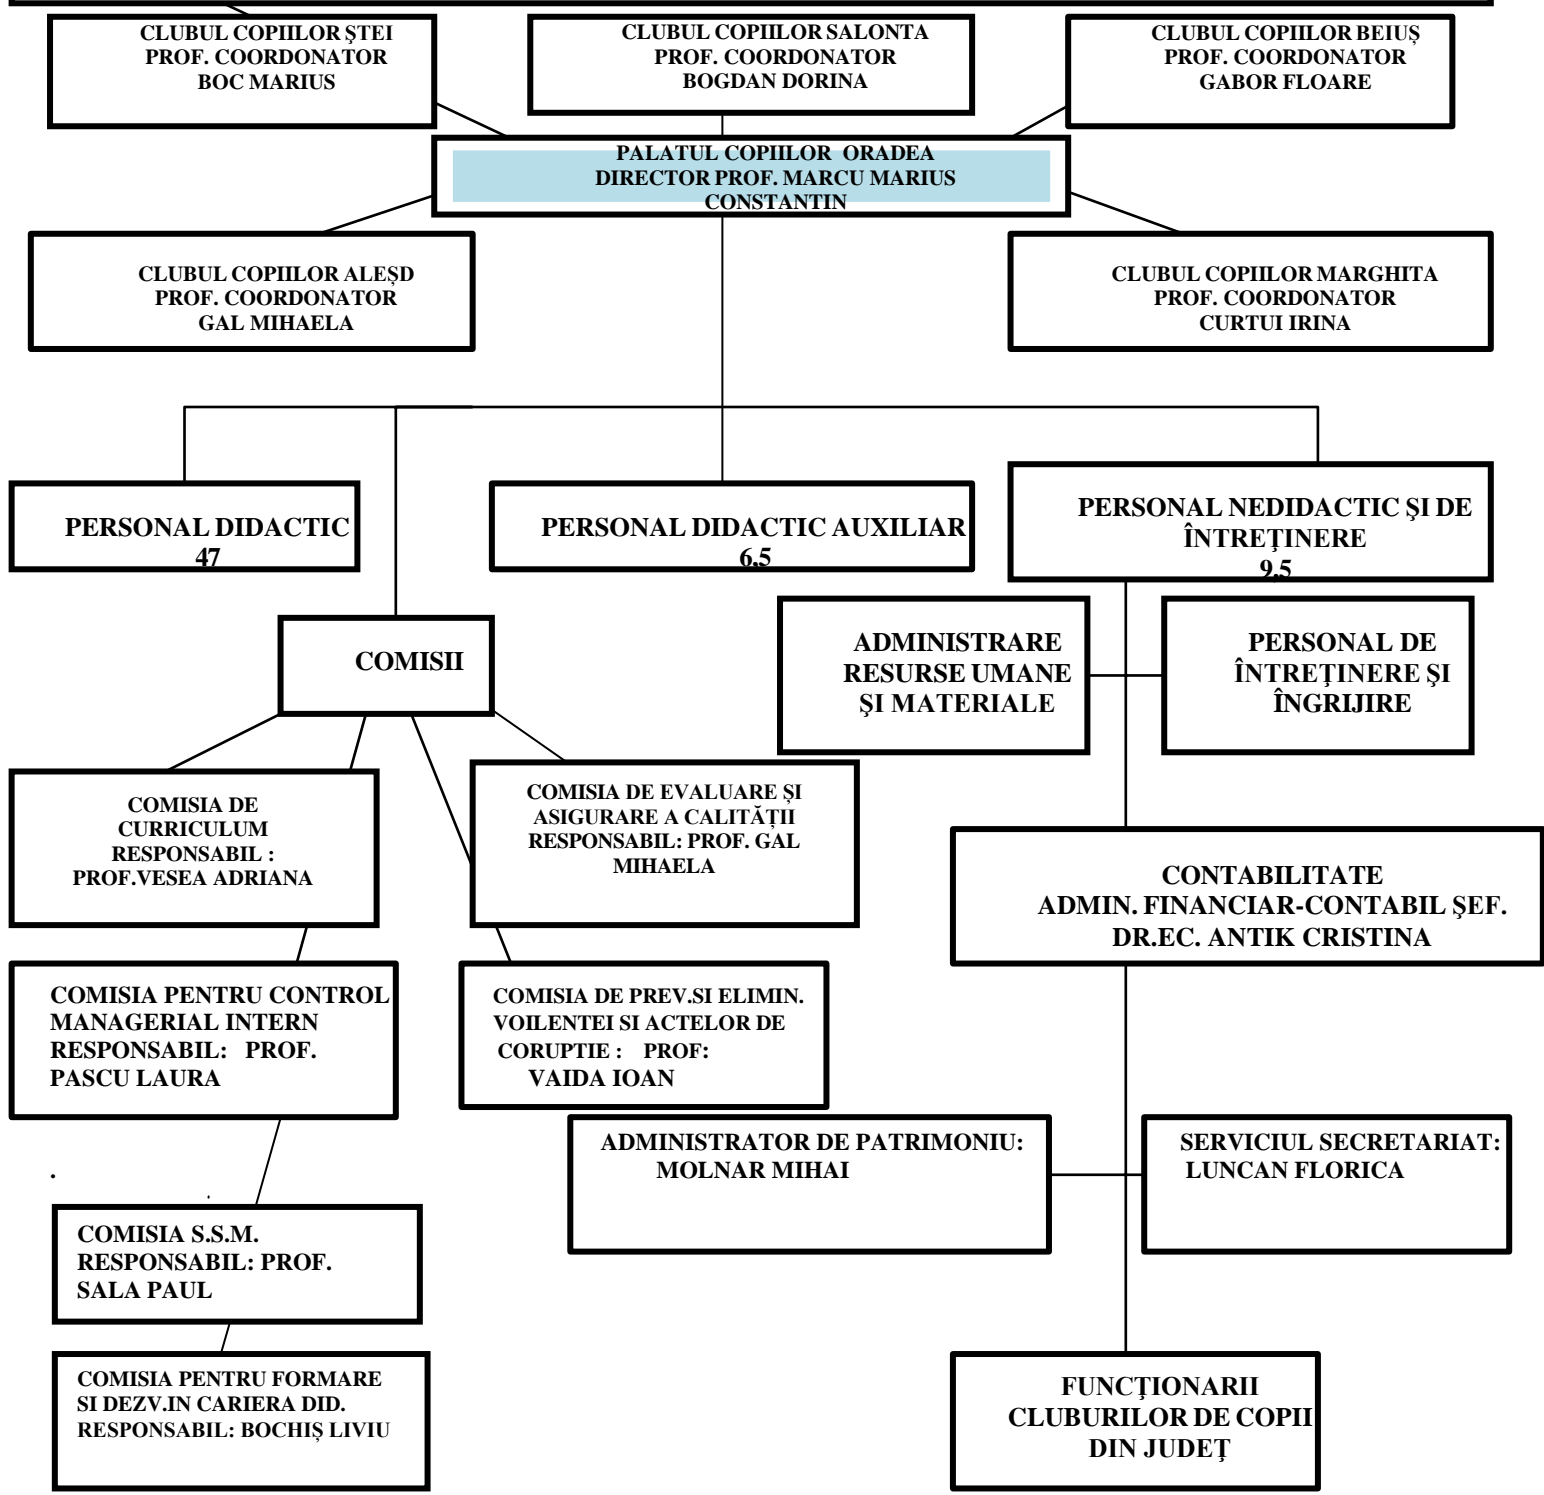 CLUBUL COPIILOR ŞTEI
PROF. COORDONATOR
BOC MARIUS
CLUBUL COPIILOR SALONTA
PROF. COORDONATOR
BOGDAN DORINA
CLUBUL COPIILOR BEIUȘ
PROF. COORDONATOR
GABOR FLOARE
PALATUL COPIILOR ORADEA
DIRECTOR PROF. MARCU MARIUS
CONSTANTIN
CLUBUL COPIILOR ALEȘD
PROF. COORDONATOR
GAL MIHAELA
CLUBUL COPIILOR MARGHITA
PROF. COORDONATOR
CURTUI IRINA
PERSONAL DIDACTIC
47
PERSONAL DIDACTIC AUXILIAR
6,5
PERSONAL NEDIDACTIC ŞI DE
ÎNTREŢINERE
9,5
COMISII
ADMINISTRARE
RESURSE UMANE
ŞI MATERIALE
PERSONAL DE
ÎNTREŢINERE ŞI
ÎNGRIJIRE
COMISIA DE
CURRICULUM
RESPONSABIL :
PROF.VESEA ADRIANA
COMISIA DE EVALUARE ȘI
ASIGURARE A CALITĂȚII
RESPONSABIL: PROF. GAL
MIHAELA
CONTABILITATE
ADMIN. FINANCIAR-CONTABIL ŞEF.
DR.EC. ANTIK CRISTINA
COMISIA PENTRU CONTROL
MANAGERIAL INTERN
RESPONSABIL: PROF.
PASCU LAURA
COMISIA DE PREV.SI ELIMIN.
VOILENTEI SI ACTELOR DE
CORUPTIE : PROF:
VAIDA IOAN
ADMINISTRATOR DE PATRIMONIU:
MOLNAR MIHAI
SERVICIUL SECRETARIAT:
LUNCAN FLORICA
.
.
COMISIA S.S.M.
RESPONSABIL: PROF.
SALA PAUL
COMISIA PENTRU FORMARE
SI DEZV.IN CARIERA DID.
RESPONSABIL: BOCHIȘ LIVIU
FUNCŢIONARII
CLUBURILOR DE COPII
DIN JUDEŢ